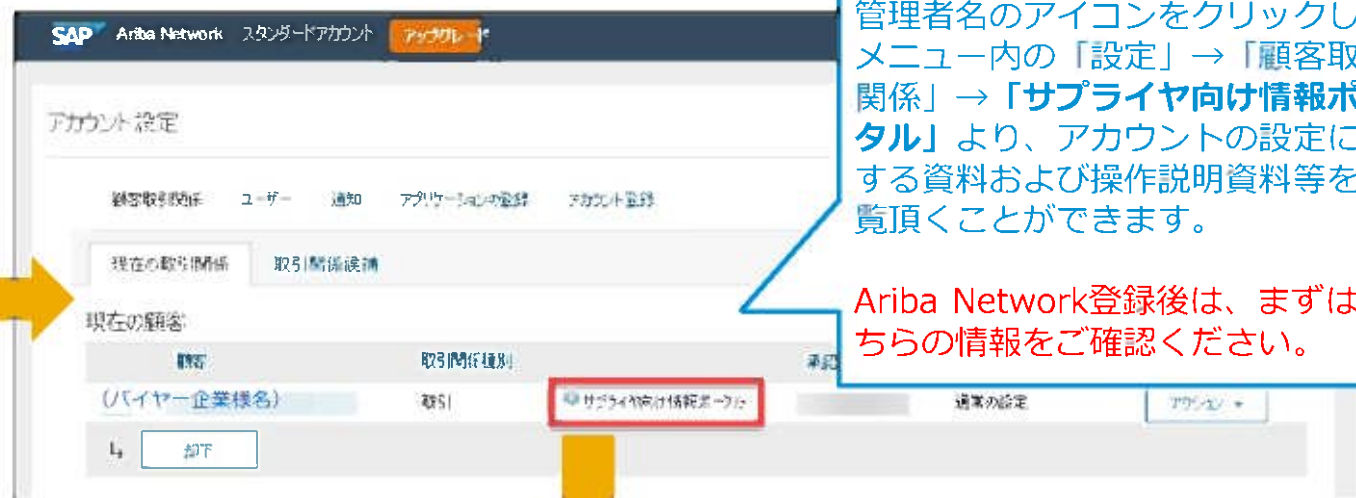 SAP Ariba Network スタンダードアカウント アップグレード
管理者名のアイコンをクリックし
メニュー内の「設定」→「顧客取
関係」→「サプライヤ向け情報ポ
タル」より、アカウントの設定に
する資料および操作説明資料等を
覧頂くことができます。
Ariba Network登録後は、まずは
ちらの情報をご確認ください。
アカウント設定
顧客取引関係 ユーザー 通知 アプリケーションの登録 アカウント登録
現在の取引関係 取引関係候補
現在の顧客
顧客 取引関係種別 承認
(バイヤー企業様名) 取引 サプライヤ向け情報ポータル 通常の設定 アクション
却下